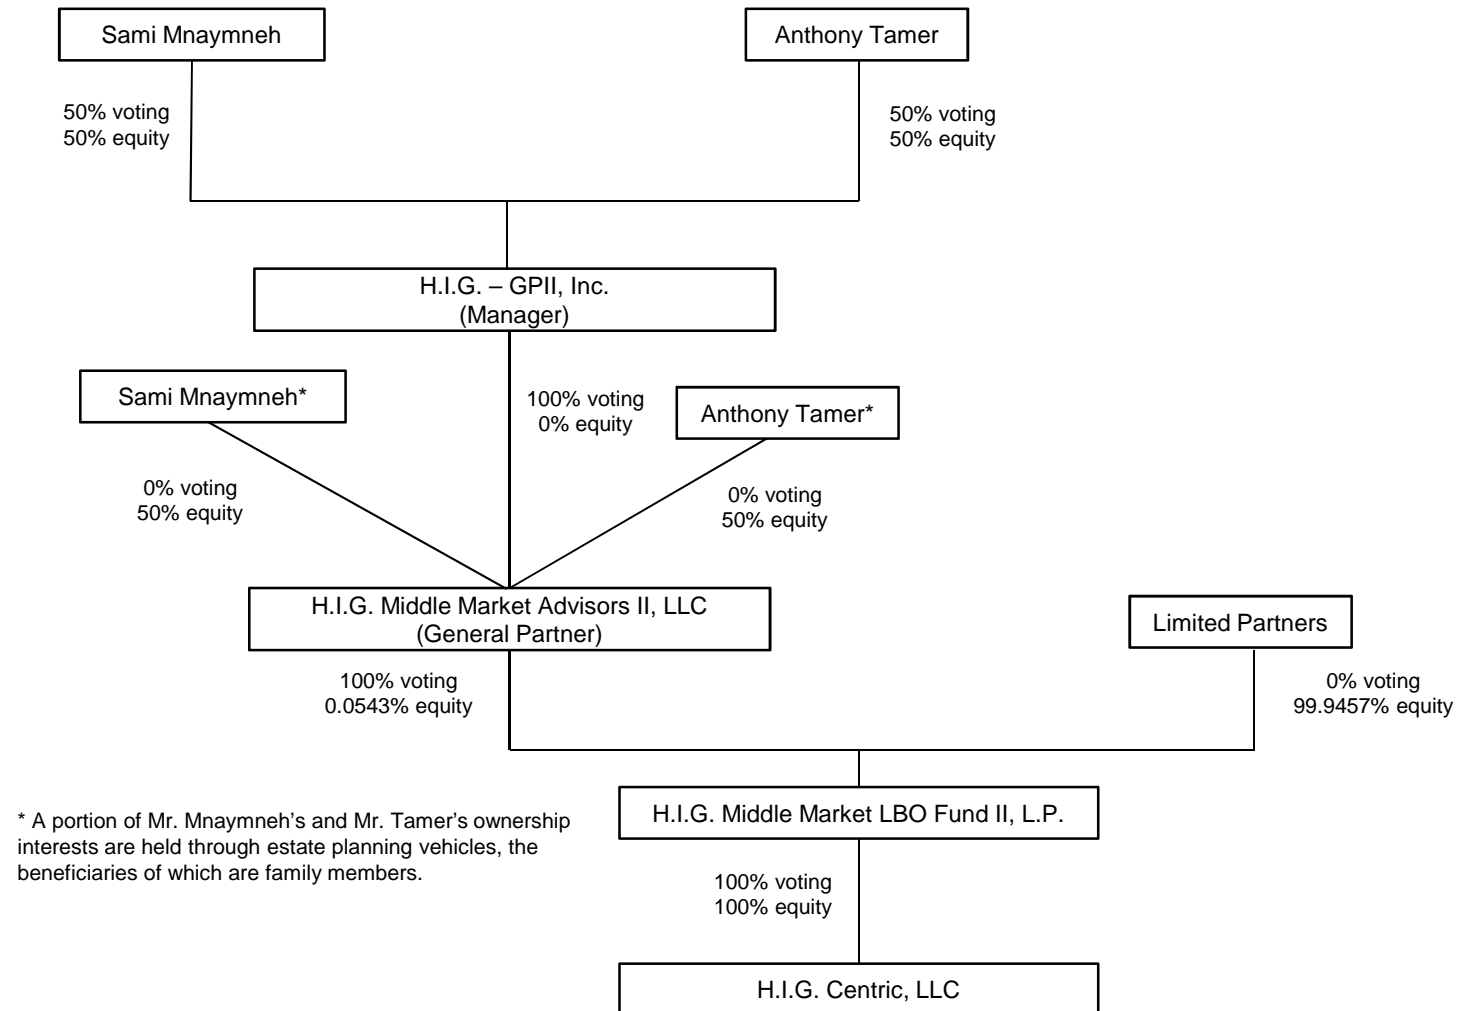 Sami Mnaymneh
Anthony Tamer
50% voting
50% equity
50% voting
50% equity
H.I.G. – GPII, Inc.
(Manager)
Sami Mnaymneh*
100% voting
0% equity
Anthony Tamer*
0% voting
50% equity
0% voting
50% equity
H.I.G. Middle Market Advisors II, LLC
(General Partner)
Limited Partners
100% voting
0.0543% equity
0% voting
99.9457% equity
H.I.G. Middle Market LBO Fund II, L.P.
* A portion of Mr. Mnaymneh’s and Mr. Tamer’s ownership
interests are held through estate planning vehicles, the
beneficiaries of which are family members.
100% voting
100% equity
H.I.G. Centric, LLC